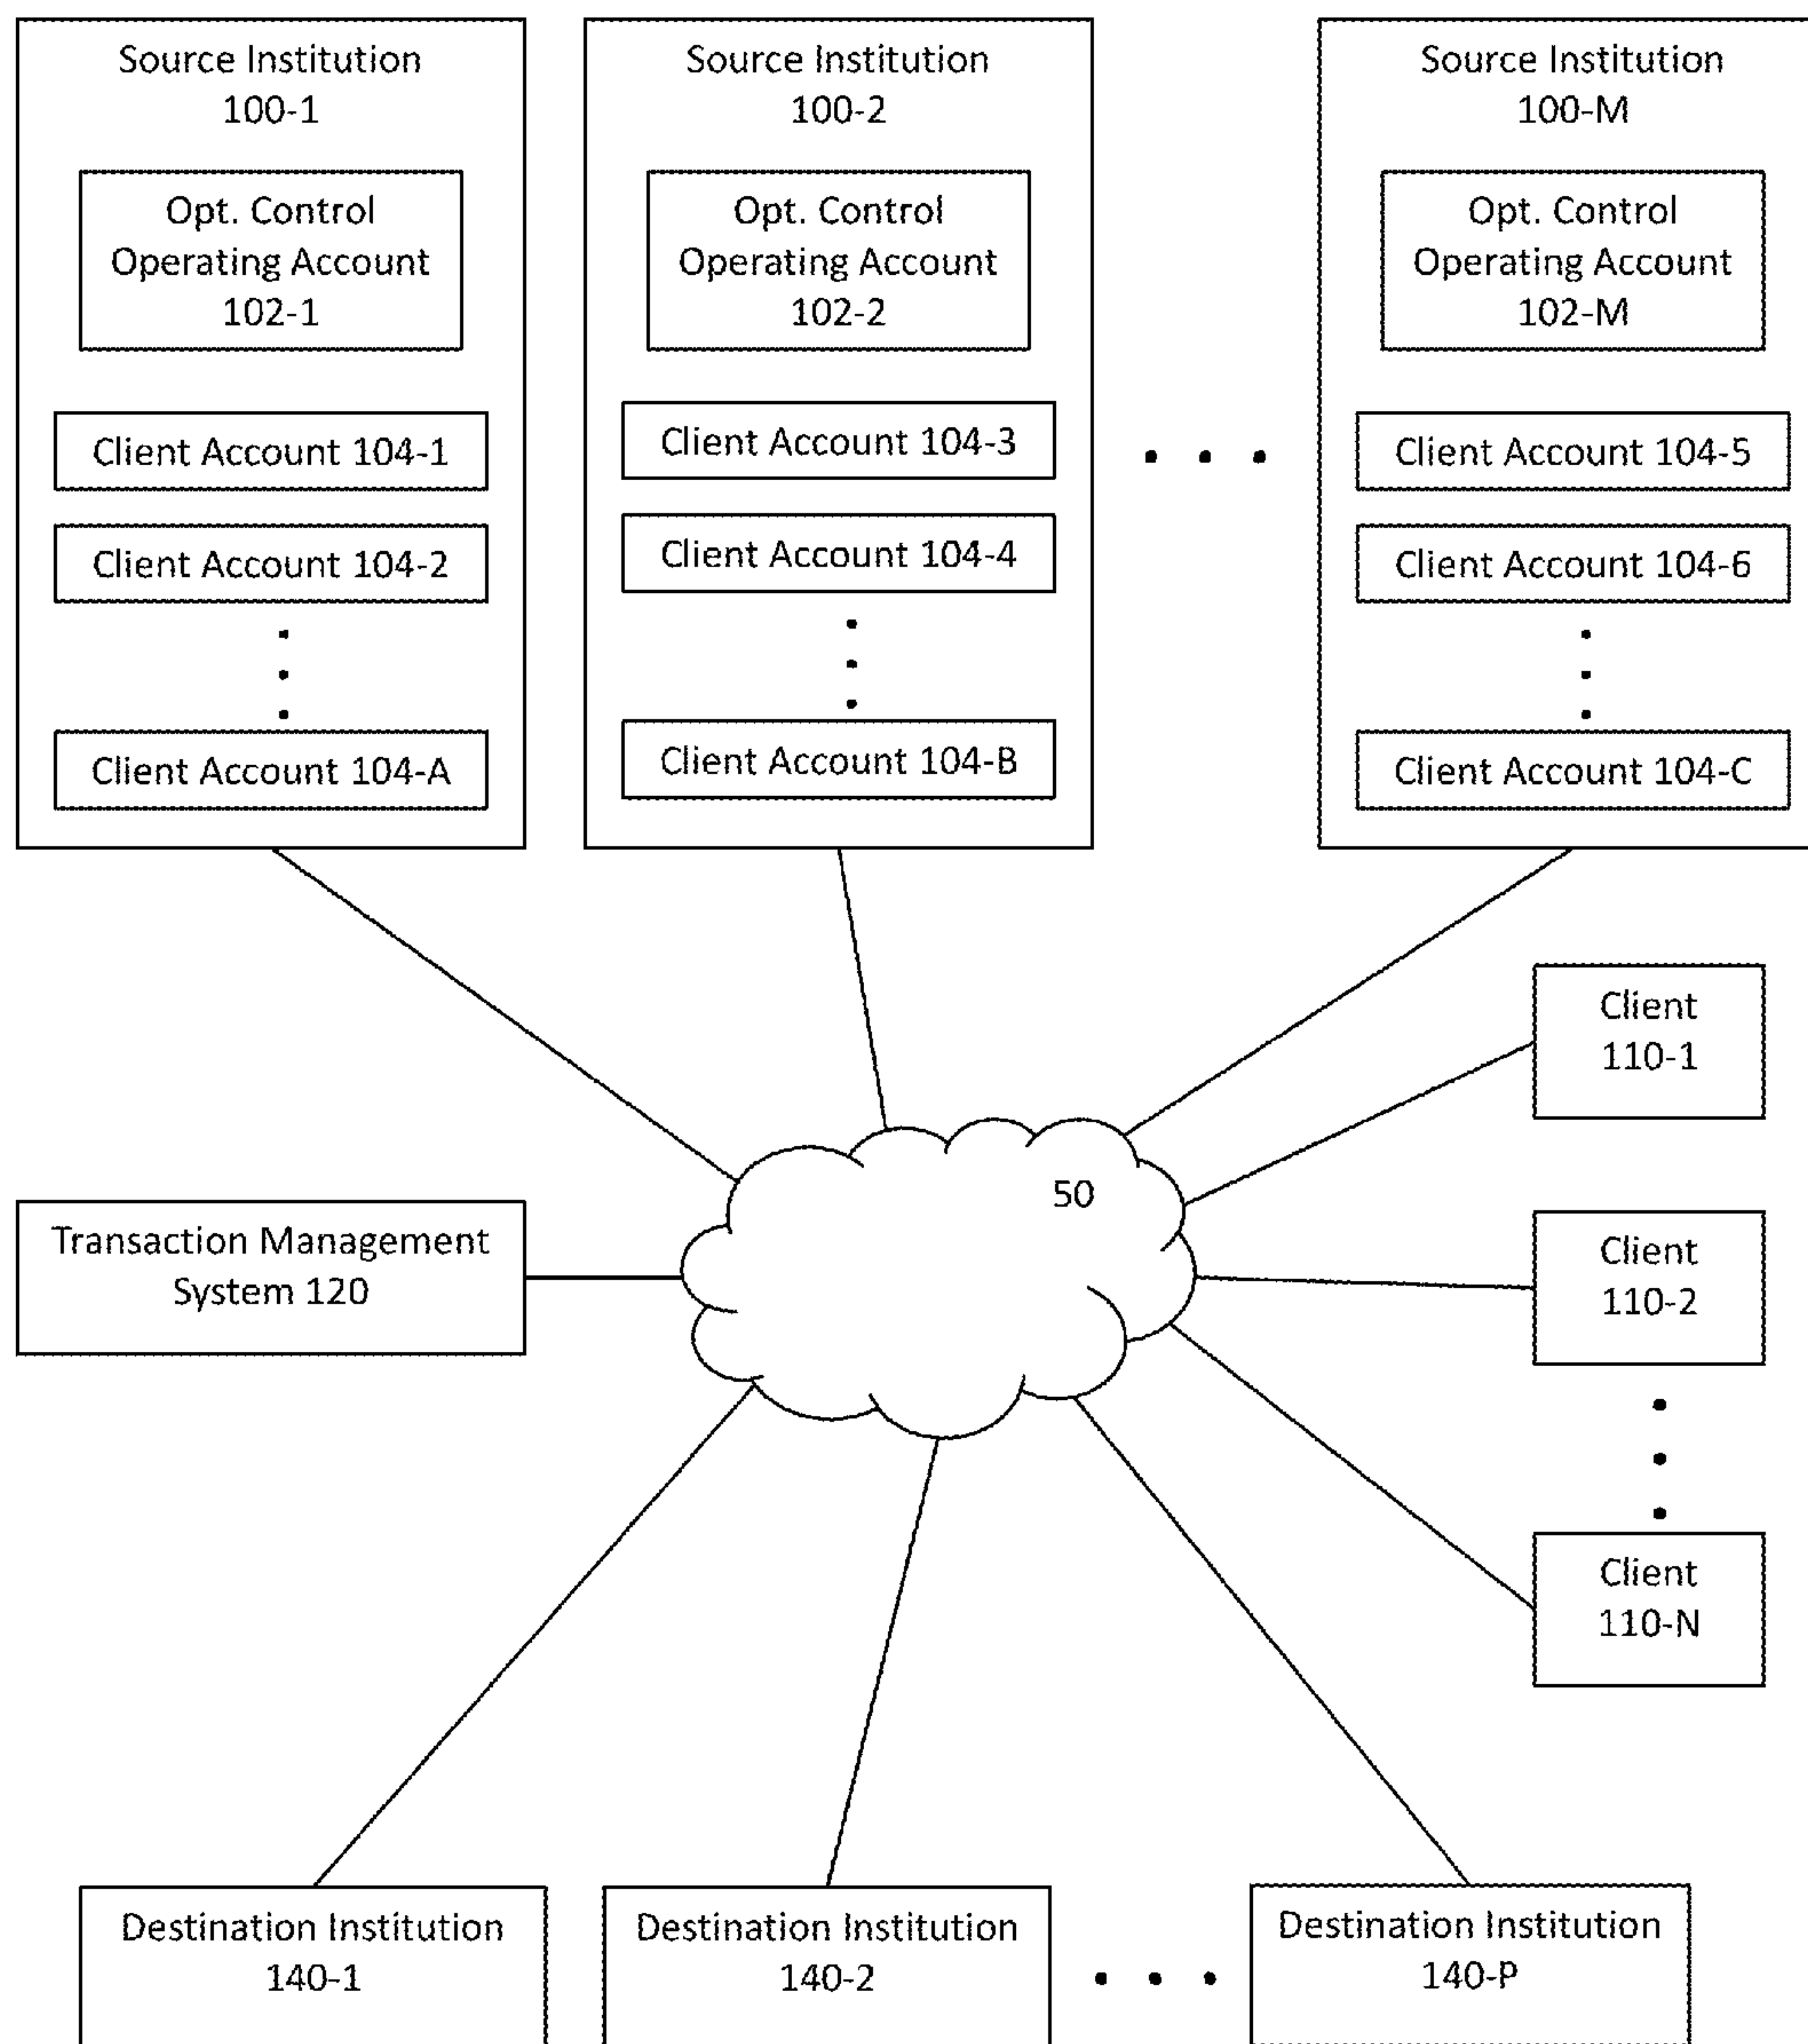 Source Institution
100-1
Opt. Control
Operating Account
102-1
Client Account 104-1
Client Account 104-2
Client Account 104-A
Source Institution
100-2
Opt. Control
Operating Account
102-2
Client Account 104-3
Client Account 104-4
Client Account 104-B
Source Institution
100-M
Opt. Control
Operating Account
102-M
Client Account 104-5
Client Account 104-6
Client Account 104-C
Client
110-1
50
Transaction Management
System 120
Client
110-2
Client
110-N
Destination Institution
140-1
Destination Institution
140-2
Destination Institution
140-P